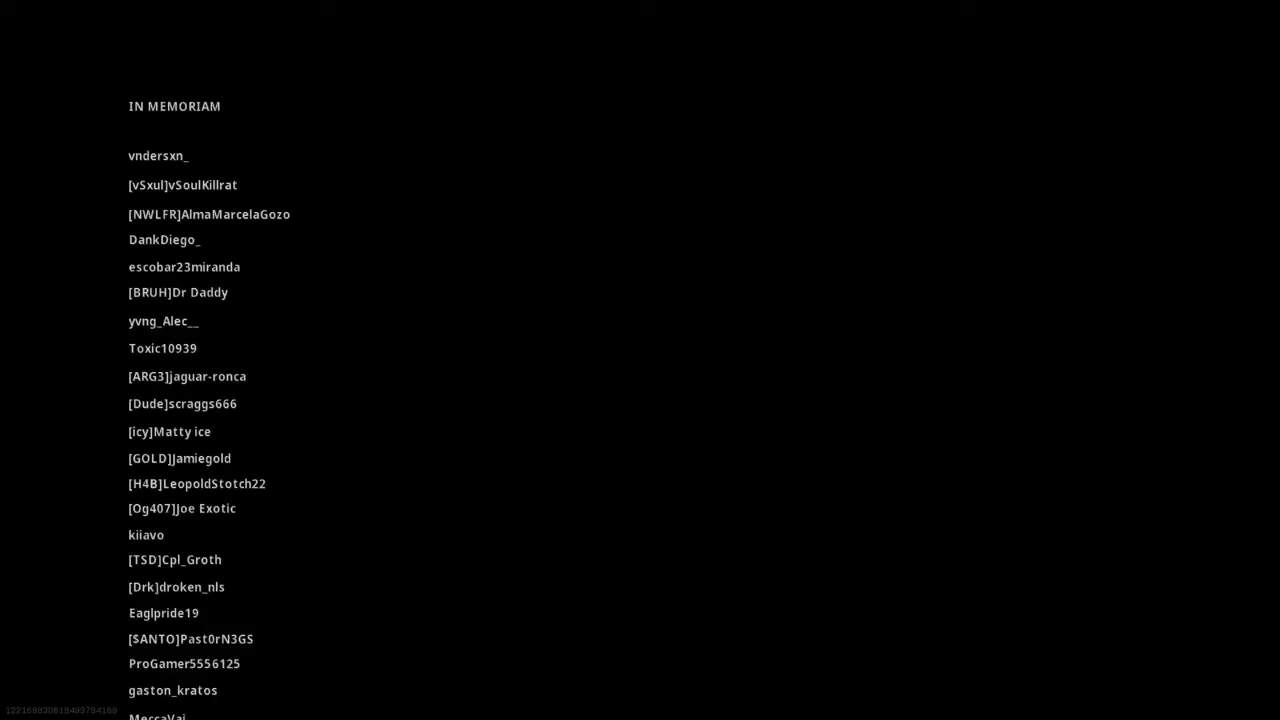 IN MEMORIAM
vndersxn_
[vSxul]vSoulKillrat
[NWLFR]AlmaMarcelaGozo
DankDiego_
escobar23miranda
[BRUH]Dr Daddy
yvng_Alec__
Toxic10939
[ARG3]jaguar-ronca
[Dude]scraggs666
[icy]Matty ice
[GOLD]Jamiegold
[H4B]LeopoldStotch22
[Og407]Joe Exotic
kiiavo
[TSD]Cpl_Groth
[Drk]droken_nls
Eaglpride19
[$ANTO]Past0rN3GS
ProGamer5556125
gaston_kratos